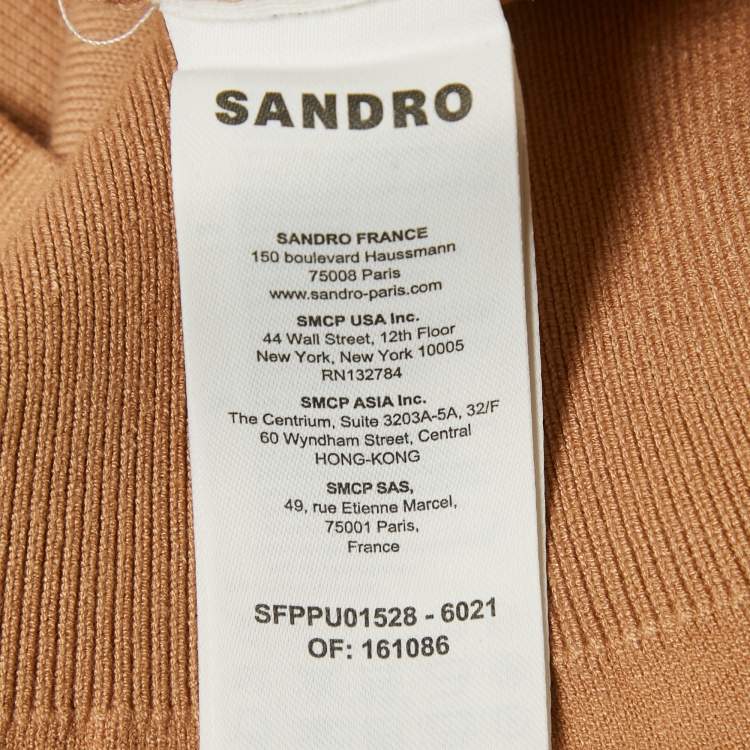 SANDRO
SANDRO FRANCE
150 boulevard Haussmann
75008 Paris
www.sandro-paris.com
SMCP USA Inc.
44 Wall Street, 12th Floor
New York, New York 10005
RN132784
SMCP ASIA Inc.
The Centrium, Suite 3203A-5A, 32/F
60 Wyndham Street, Central
HONG-KONG
SMCP SAS,
49, rue Etienne Marcel,
75001 Paris,
France
SFPPU01528 - 6021
OF: 161086